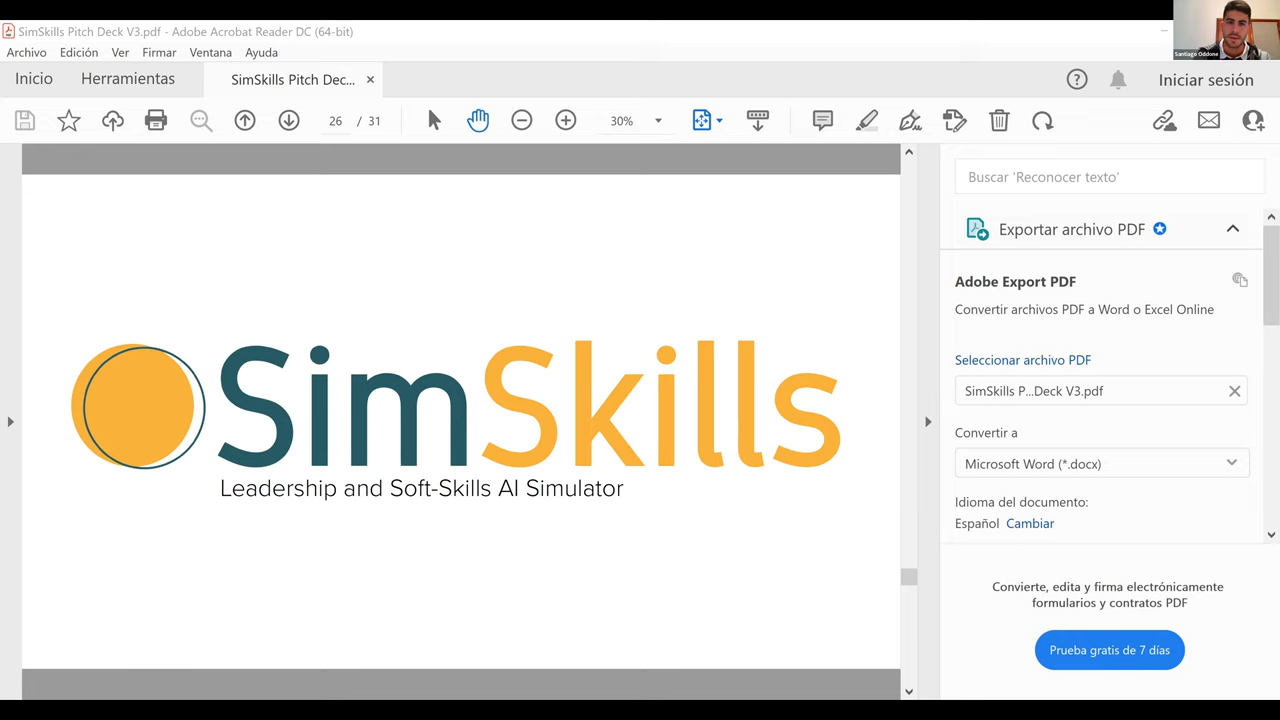 SimSkills Pitch Deck V3.pdf - Adobe Acrobat Reader DC (64-bit)
Santiago Oddone
Archivo Edición Ver Firmar Ventana Ayuda
Inicio Herramientas SimSkills Pitch Dec... × Iniciar sesión
26 / 31 30%
Buscar 'Reconocer texto'
Exportar archivo PDF
Adobe Export PDF
Convertir archivos PDF a Word o Excel Online
Seleccionar archivo PDF
SimSkills P...Deck V3.pdf
Convertir a
Microsoft Word (*.docx)
Idioma del documento:
Español Cambiar
Convierte, edita y firma electrónicamente
formularios y contratos PDF
Prueba gratis de 7 días
SimSkills
Leadership and Soft-Skills AI Simulator